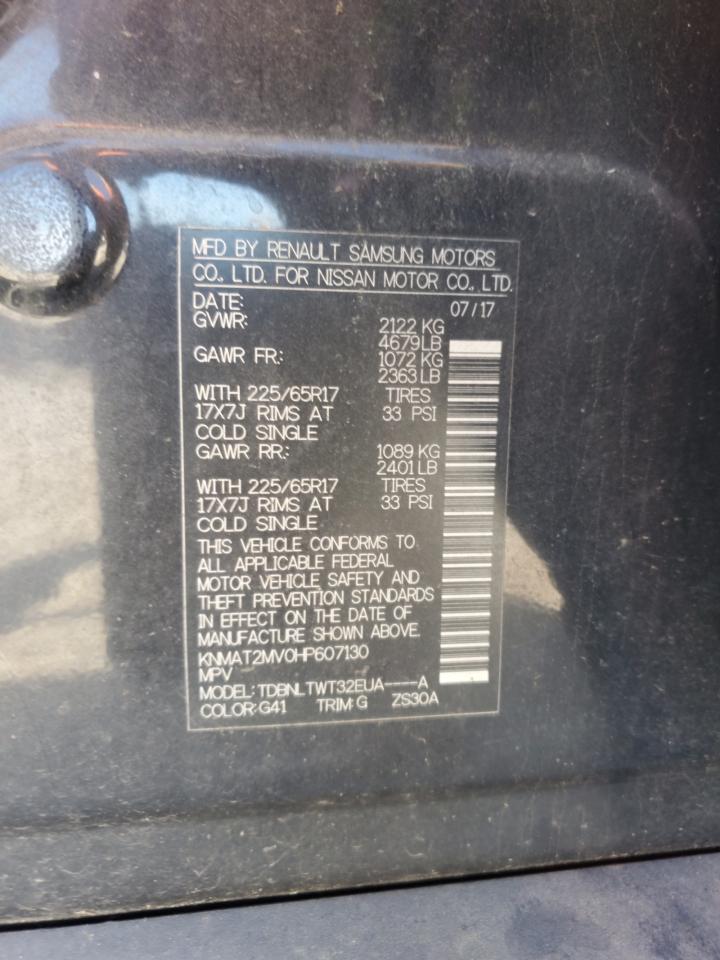 MFD BY RENAULT SAMSUNG MOTORS
CO., LTD. FOR NISSAN MOTOR CO., LTD.
DATE: 07/17
GVWR: 2122 KG
4679 LB
GAWR FR.: 1072 KG
2363 LB
WITH 225/65R17 TIRES
17X7J RIMS AT 33 PSI
COLD SINGLE
GAWR RR.: 1089 KG
2401 LB
WITH 225/65R17 TIRES
17X7J RIMS AT 33 PSI
COLD SINGLE
THIS VEHICLE CONFORMS TO
ALL APPLICABLE FEDERAL
MOTOR VEHICLE SAFETY AND
THEFT PREVENTION STANDARDS
IN EFFECT ON THE DATE OF
MANUFACTURE SHOWN ABOVE.
KNMAT2MV0HP607130
MPV
MODEL: TDBNLTWT32EUA----A
COLOR: G41 TRIM: G ZS30A